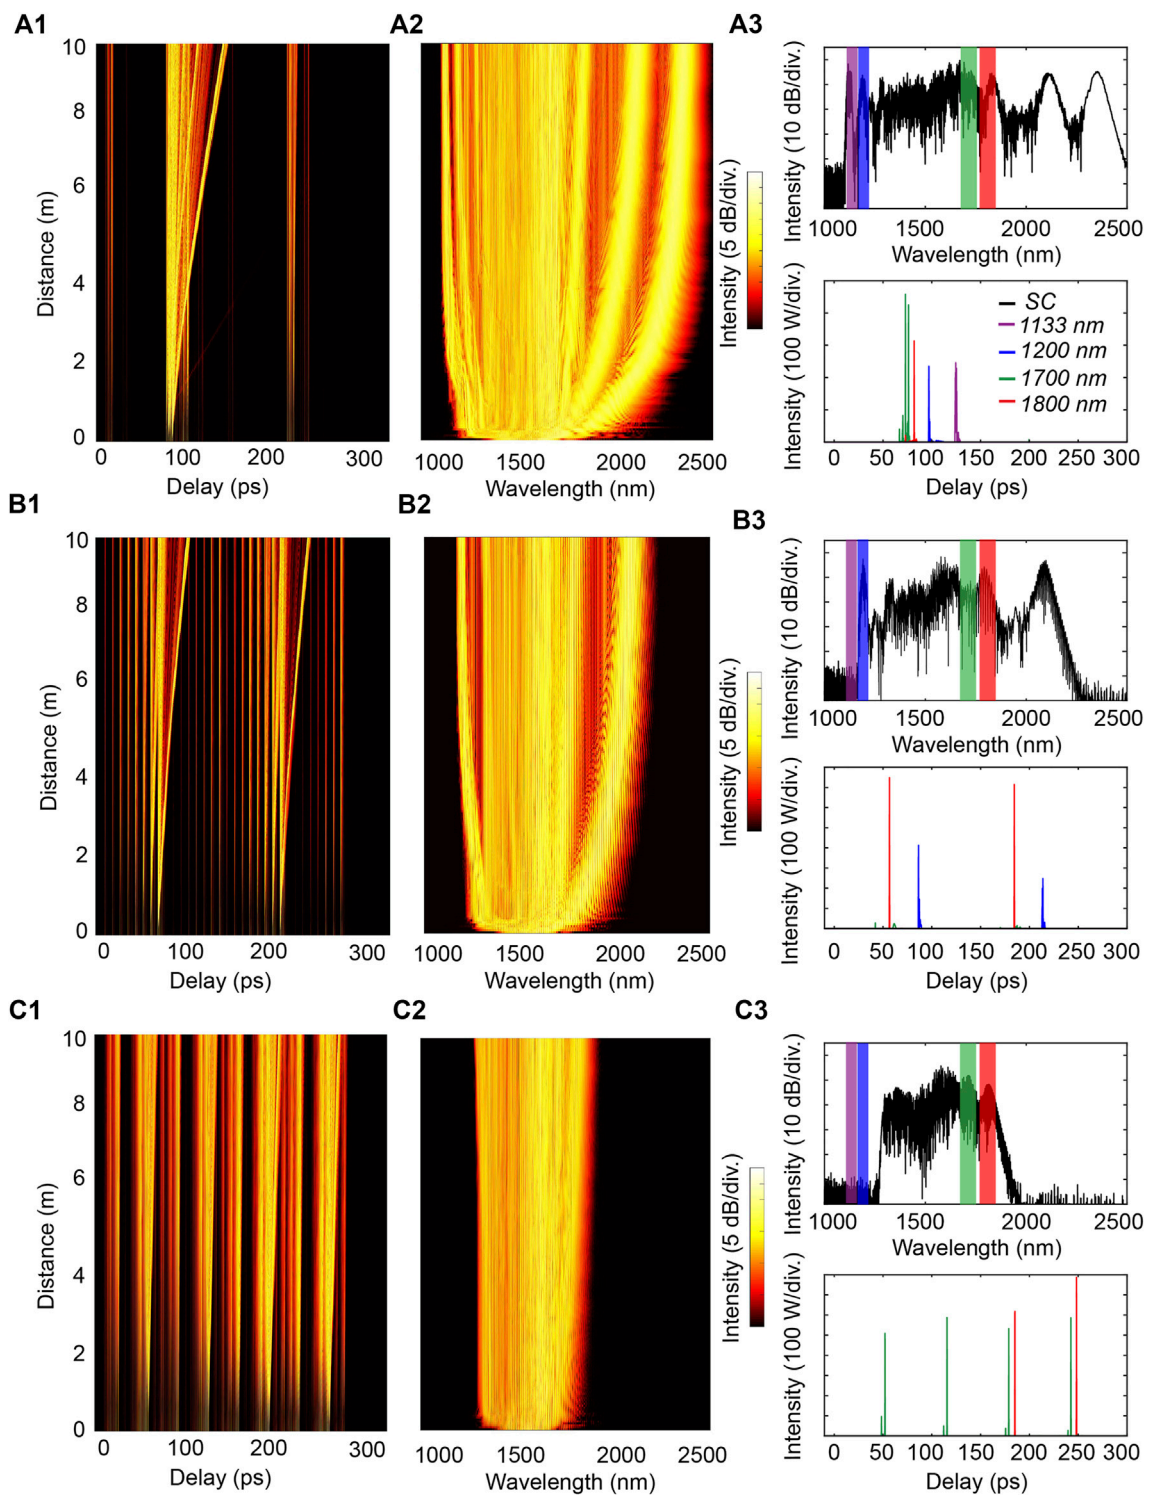 A1
10
8
6
4
2
0
Distance (m)
0
100
200
300
Delay (ps)
A2
1000
1500
2000
2500
Wavelength (nm)
Intensity (5 dB/div.)
A3
Intensity (10 dB/div.)
1000
1500
2000
2500
Wavelength (nm)
Intensity (100 W/div.)
SC
1133 nm
1200 nm
1700 nm
1800 nm
0
50
100
150
200
250
300
Delay (ps)
B1
10
8
6
4
2
0
Distance (m)
0
100
200
300
Delay (ps)
B2
1000
1500
2000
2500
Wavelength (nm)
Intensity (5 dB/div.)
B3
Intensity (10 dB/div.)
1000
1500
2000
2500
Wavelength (nm)
Intensity (100 W/div.)
0
50
100
150
200
250
300
Delay (ps)
C1
10
8
6
4
2
0
Distance (m)
0
100
200
300
Delay (ps)
C2
1000
1500
2000
2500
Wavelength (nm)
Intensity (5 dB/div.)
C3
Intensity (10 dB/div.)
1000
1500
2000
2500
Wavelength (nm)
Intensity (100 W/div.)
0
50
100
150
200
250
300
Delay (ps)